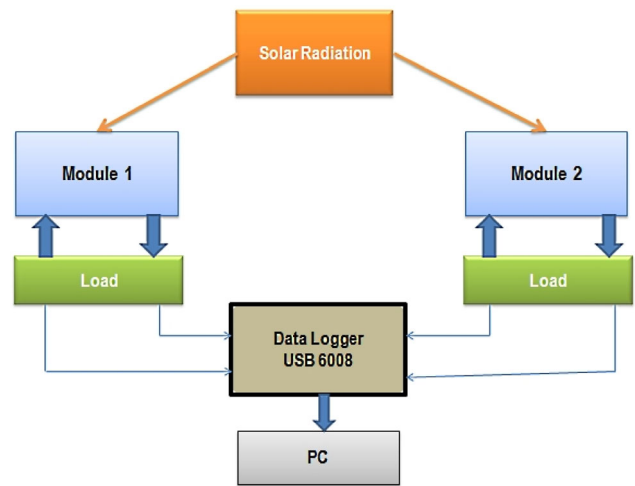 Solar Radiation
Module 1
Module 2
Load
Load
Data Logger
USB 6008
PC